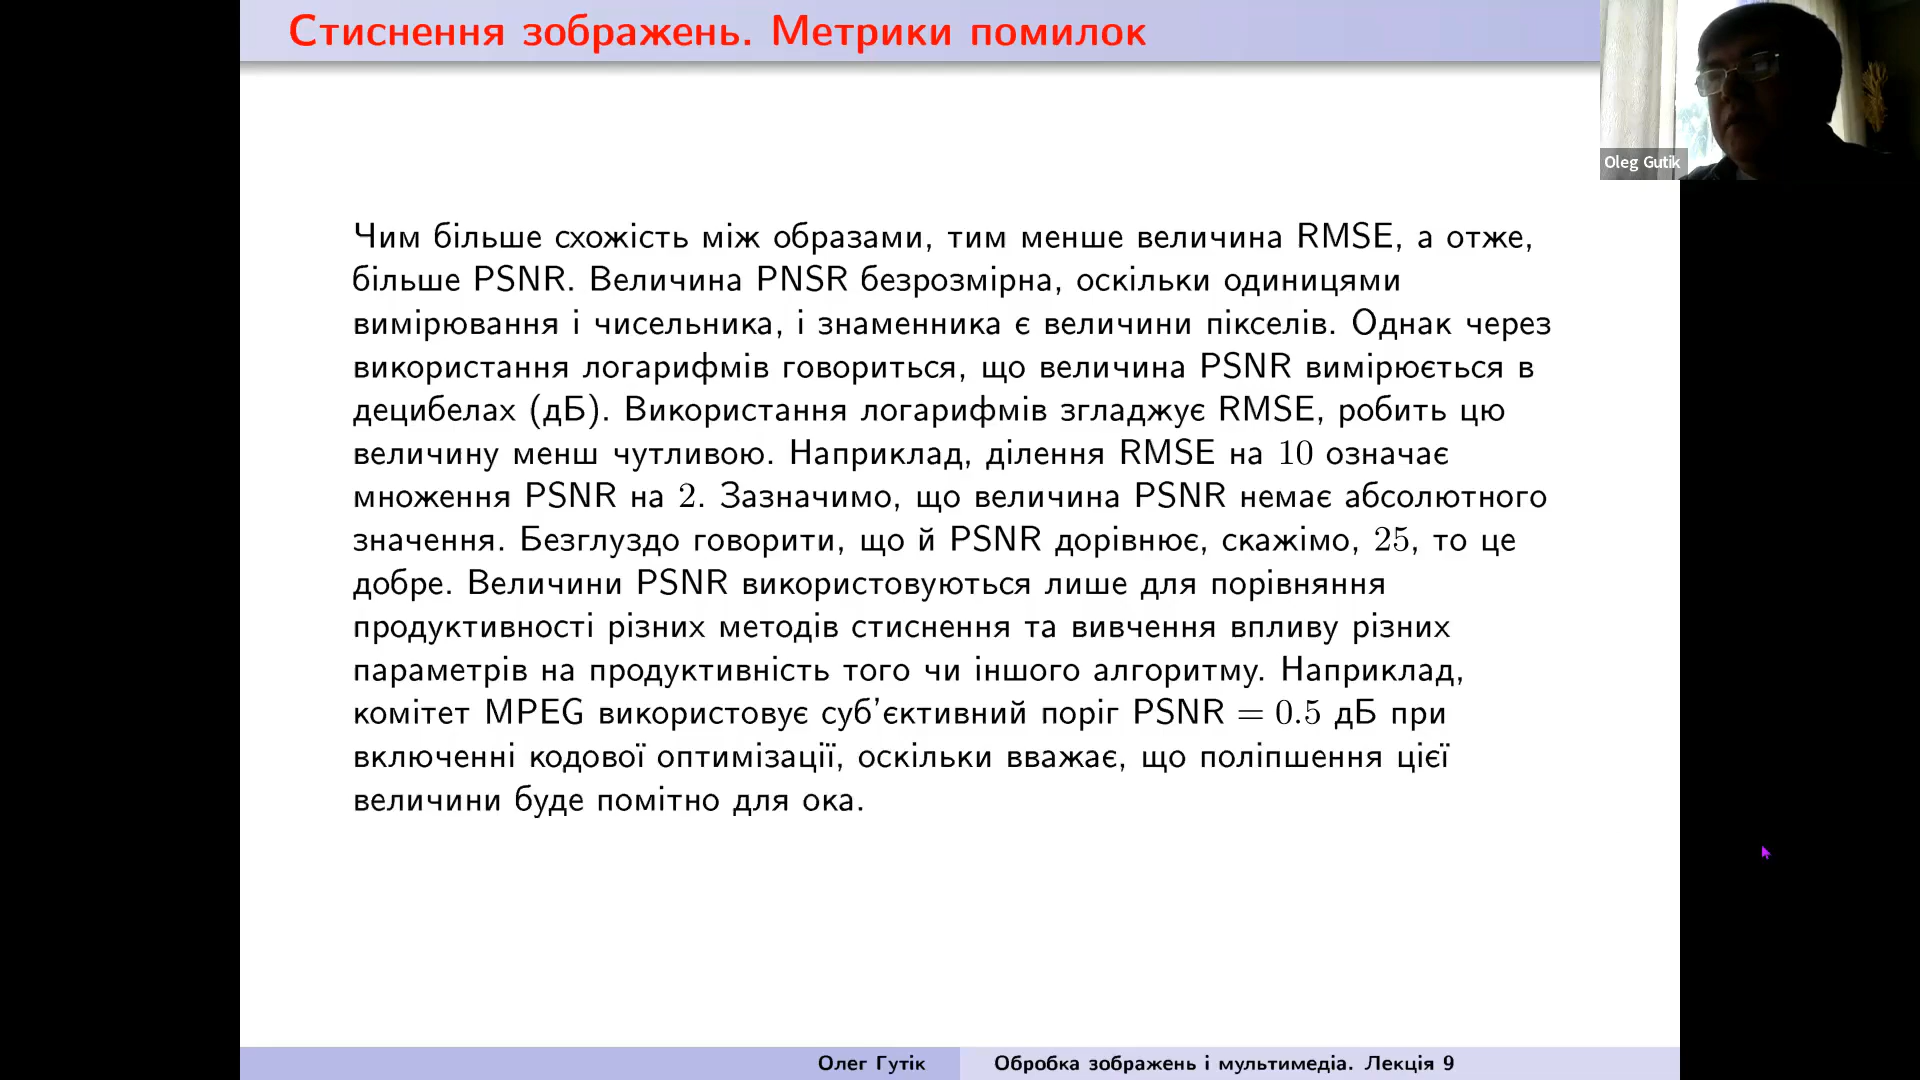 Стиснення зображень. Метрики помилок
Oleg Gutik
Чим більше схожість між образами, тим менше величина RMSE, а отже,
більше PSNR. Величина PNSR безрозмірна, оскільки одиницями
вимірювання і чисельника, і знаменника є величини пікселів. Однак через
використання логарифмів говориться, що величина PSNR вимірюється в
децибелах (дБ). Використання логарифмів згладжує RMSE, робить цю
величину менш чутливою. Наприклад, ділення RMSE на 10 означає
множення PSNR на 2. Зазначимо, що величина PSNR немає абсолютного
значення. Безглуздо говорити, що й PSNR дорівнює, скажімо, 25, то це
добре. Величини PSNR використовуються лише для порівняння
продуктивності різних методів стиснення та вивчення впливу різних
параметрів на продуктивність того чи іншого алгоритму. Наприклад,
комітет MPEG використовує суб'єктивний поріг PSNR = 0.5 дБ при
включенні кодової оптимізації, оскільки вважає, що поліпшення цієї
величини буде помітно для ока.
Олег Гутік
Обробка зображень і мультимедіа. Лекція 9